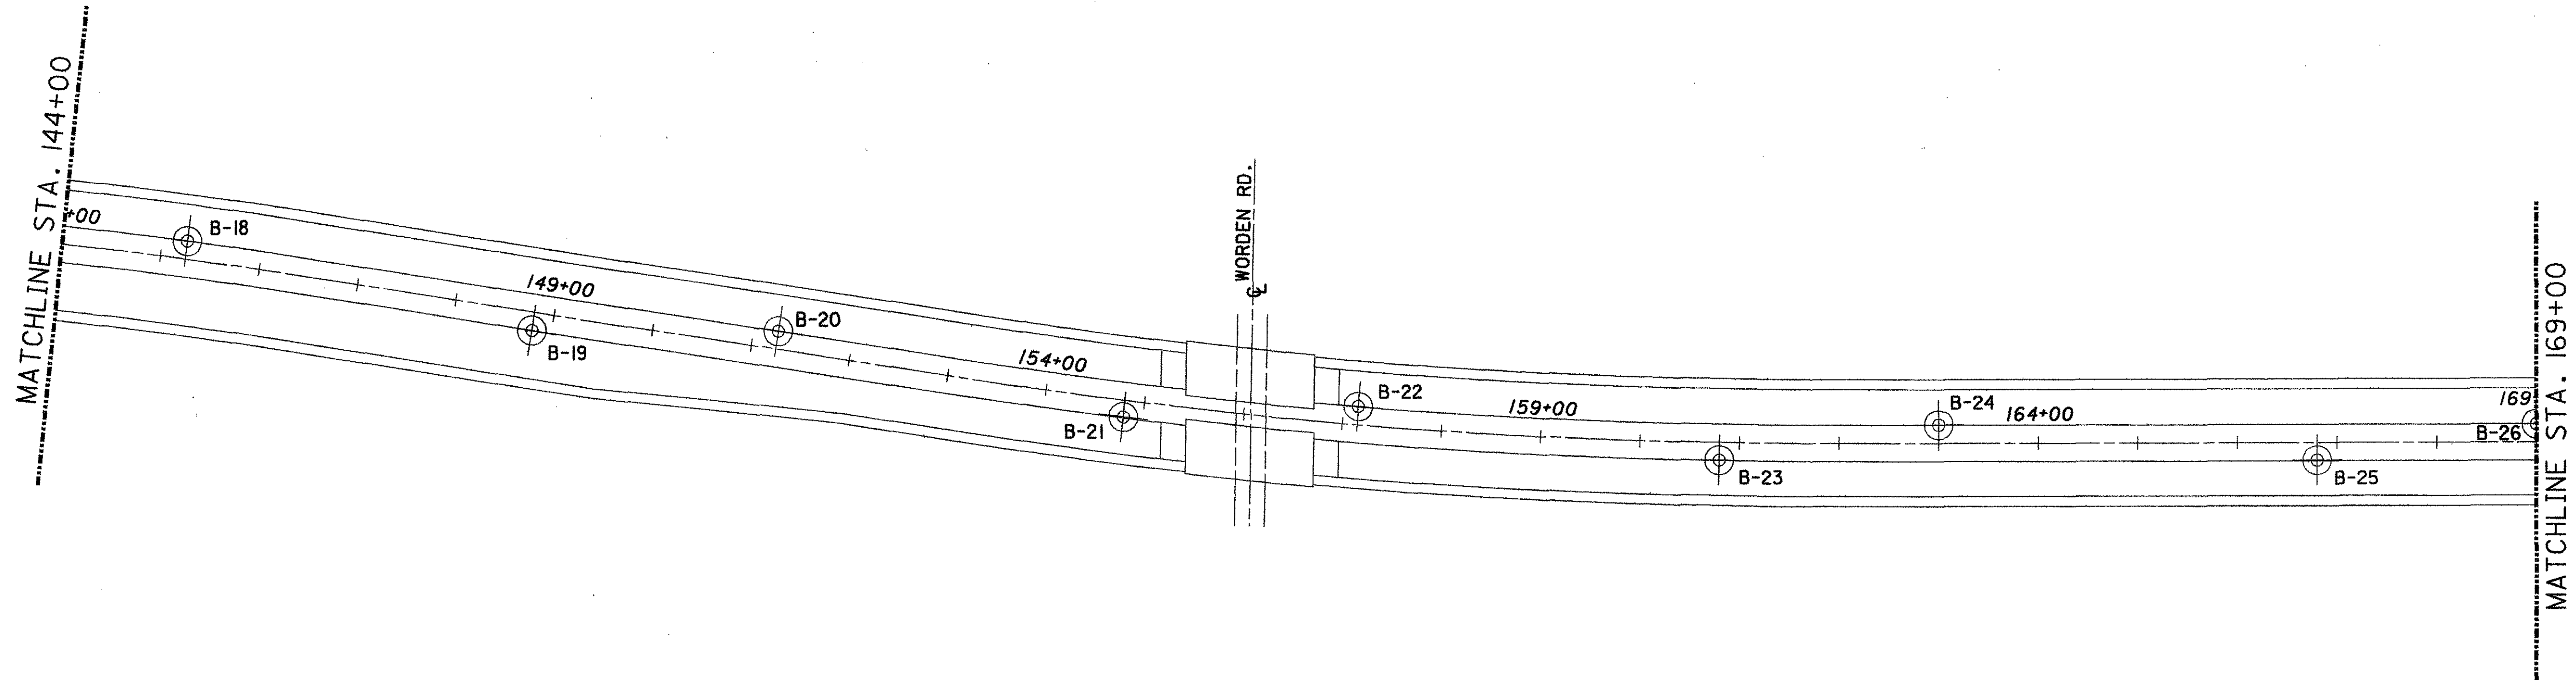 MATCHLINE STA. 144+00
+00
B-18
149+00
B-19
B-20
154+00
B-21
WORDEN RD.
℄
B-22
159+00
B-23
B-24
164+00
B-25
169
B-26
MATCHLINE STA. 169+00